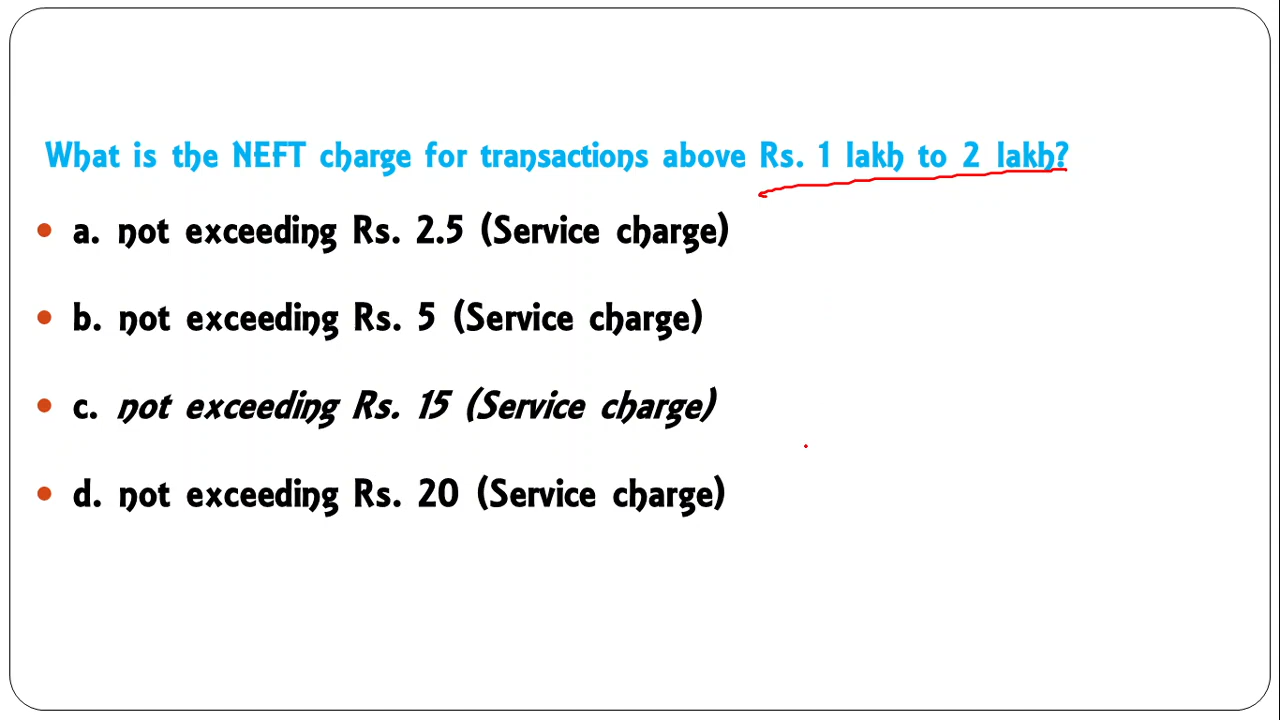 What is the NEFT charge for transactions above Rs. 1 lakh to 2 lakh?
a. not exceeding Rs. 2.5 (Service charge)
b. not exceeding Rs. 5 (Service charge)
c. not exceeding Rs. 15 (Service charge)
d. not exceeding Rs. 20 (Service charge)